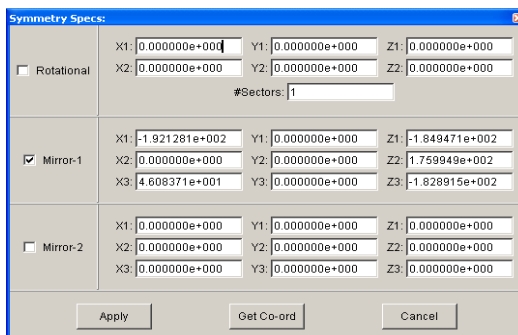 Symmetry Specs:
X1: 0.000000e+000 Y1: 0.000000e+000 Z1: 0.000000e+000
Rotational
X2: 0.000000e+000 Y2: 0.000000e+000 Z2: 0.000000e+000
#Sectors: 1
X1: -1.921281e+002 Y1: 0.000000e+000 Z1: -1.849471e+002
Mirror-1 X2: 0.000000e+000 Y2: 0.000000e+000 Z2: 1.759949e+002
X3: 4.608371e+001 Y3: 0.000000e+000 Z3: -1.828915e+002
X1: 0.000000e+000 Y1: 0.000000e+000 Z1: 0.000000e+000
Mirror-2 X2: 0.000000e+000 Y2: 0.000000e+000 Z2: 0.000000e+000
X3: 0.000000e+000 Y3: 0.000000e+000 Z3: 0.000000e+000
Apply Get Co-ord Cancel